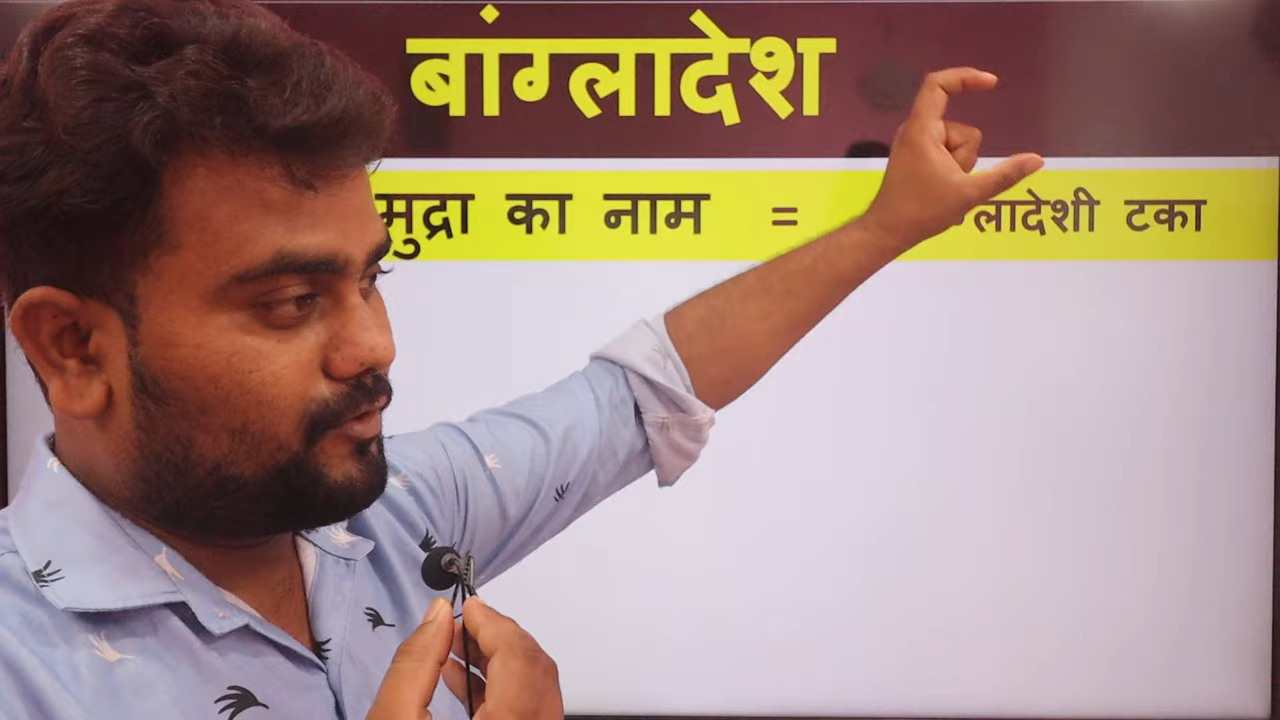 बांग्लादेश
मुद्रा का नाम = टका